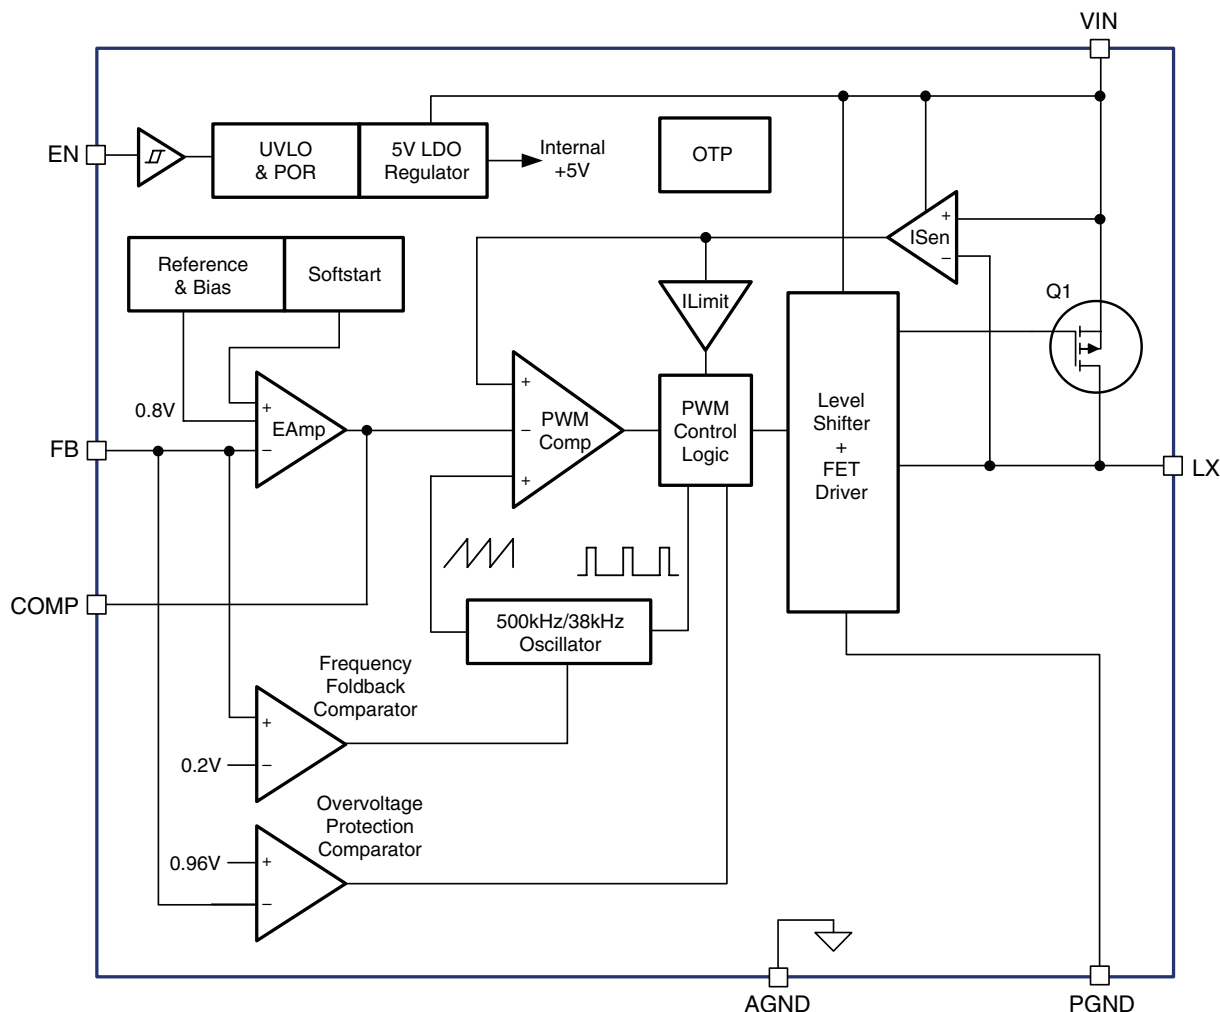 VIN
EN
UVLO
& POR
5V LDO
Regulator
Internal
+5V
OTP
Reference
& Bias
Softstart
+
ISen
–
ILimit
Q1
0.8V
+
EAmp
–
FB
+
–
PWM
Comp
+
PWM
Control
Logic
Level
Shifter
+
FET
Driver
LX
COMP
500kHz/38kHz
Oscillator
Frequency
Foldback
Comparator
+
0.2V
–
Overvoltage
Protection
Comparator
0.96V
+
–
AGND
PGND